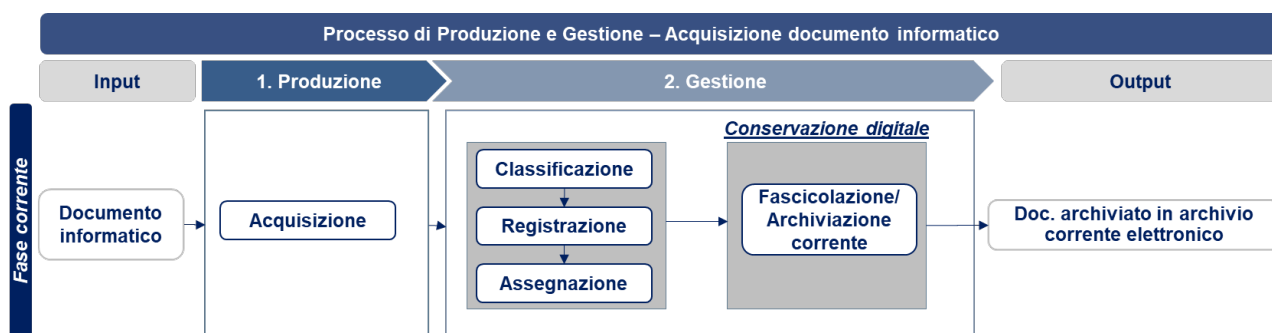 Processo di Produzione e Gestione – Acquisizione documento informatico
Input
1. Produzione
2. Gestione
Output
Fase corrente
Documento
informatico
Acquisizione
Classificazione
Registrazione
Assegnazione
Conservazione digitale
Fascicolazione/
Archiviazione
corrente
Doc. archiviato in archivio
corrente elettronico